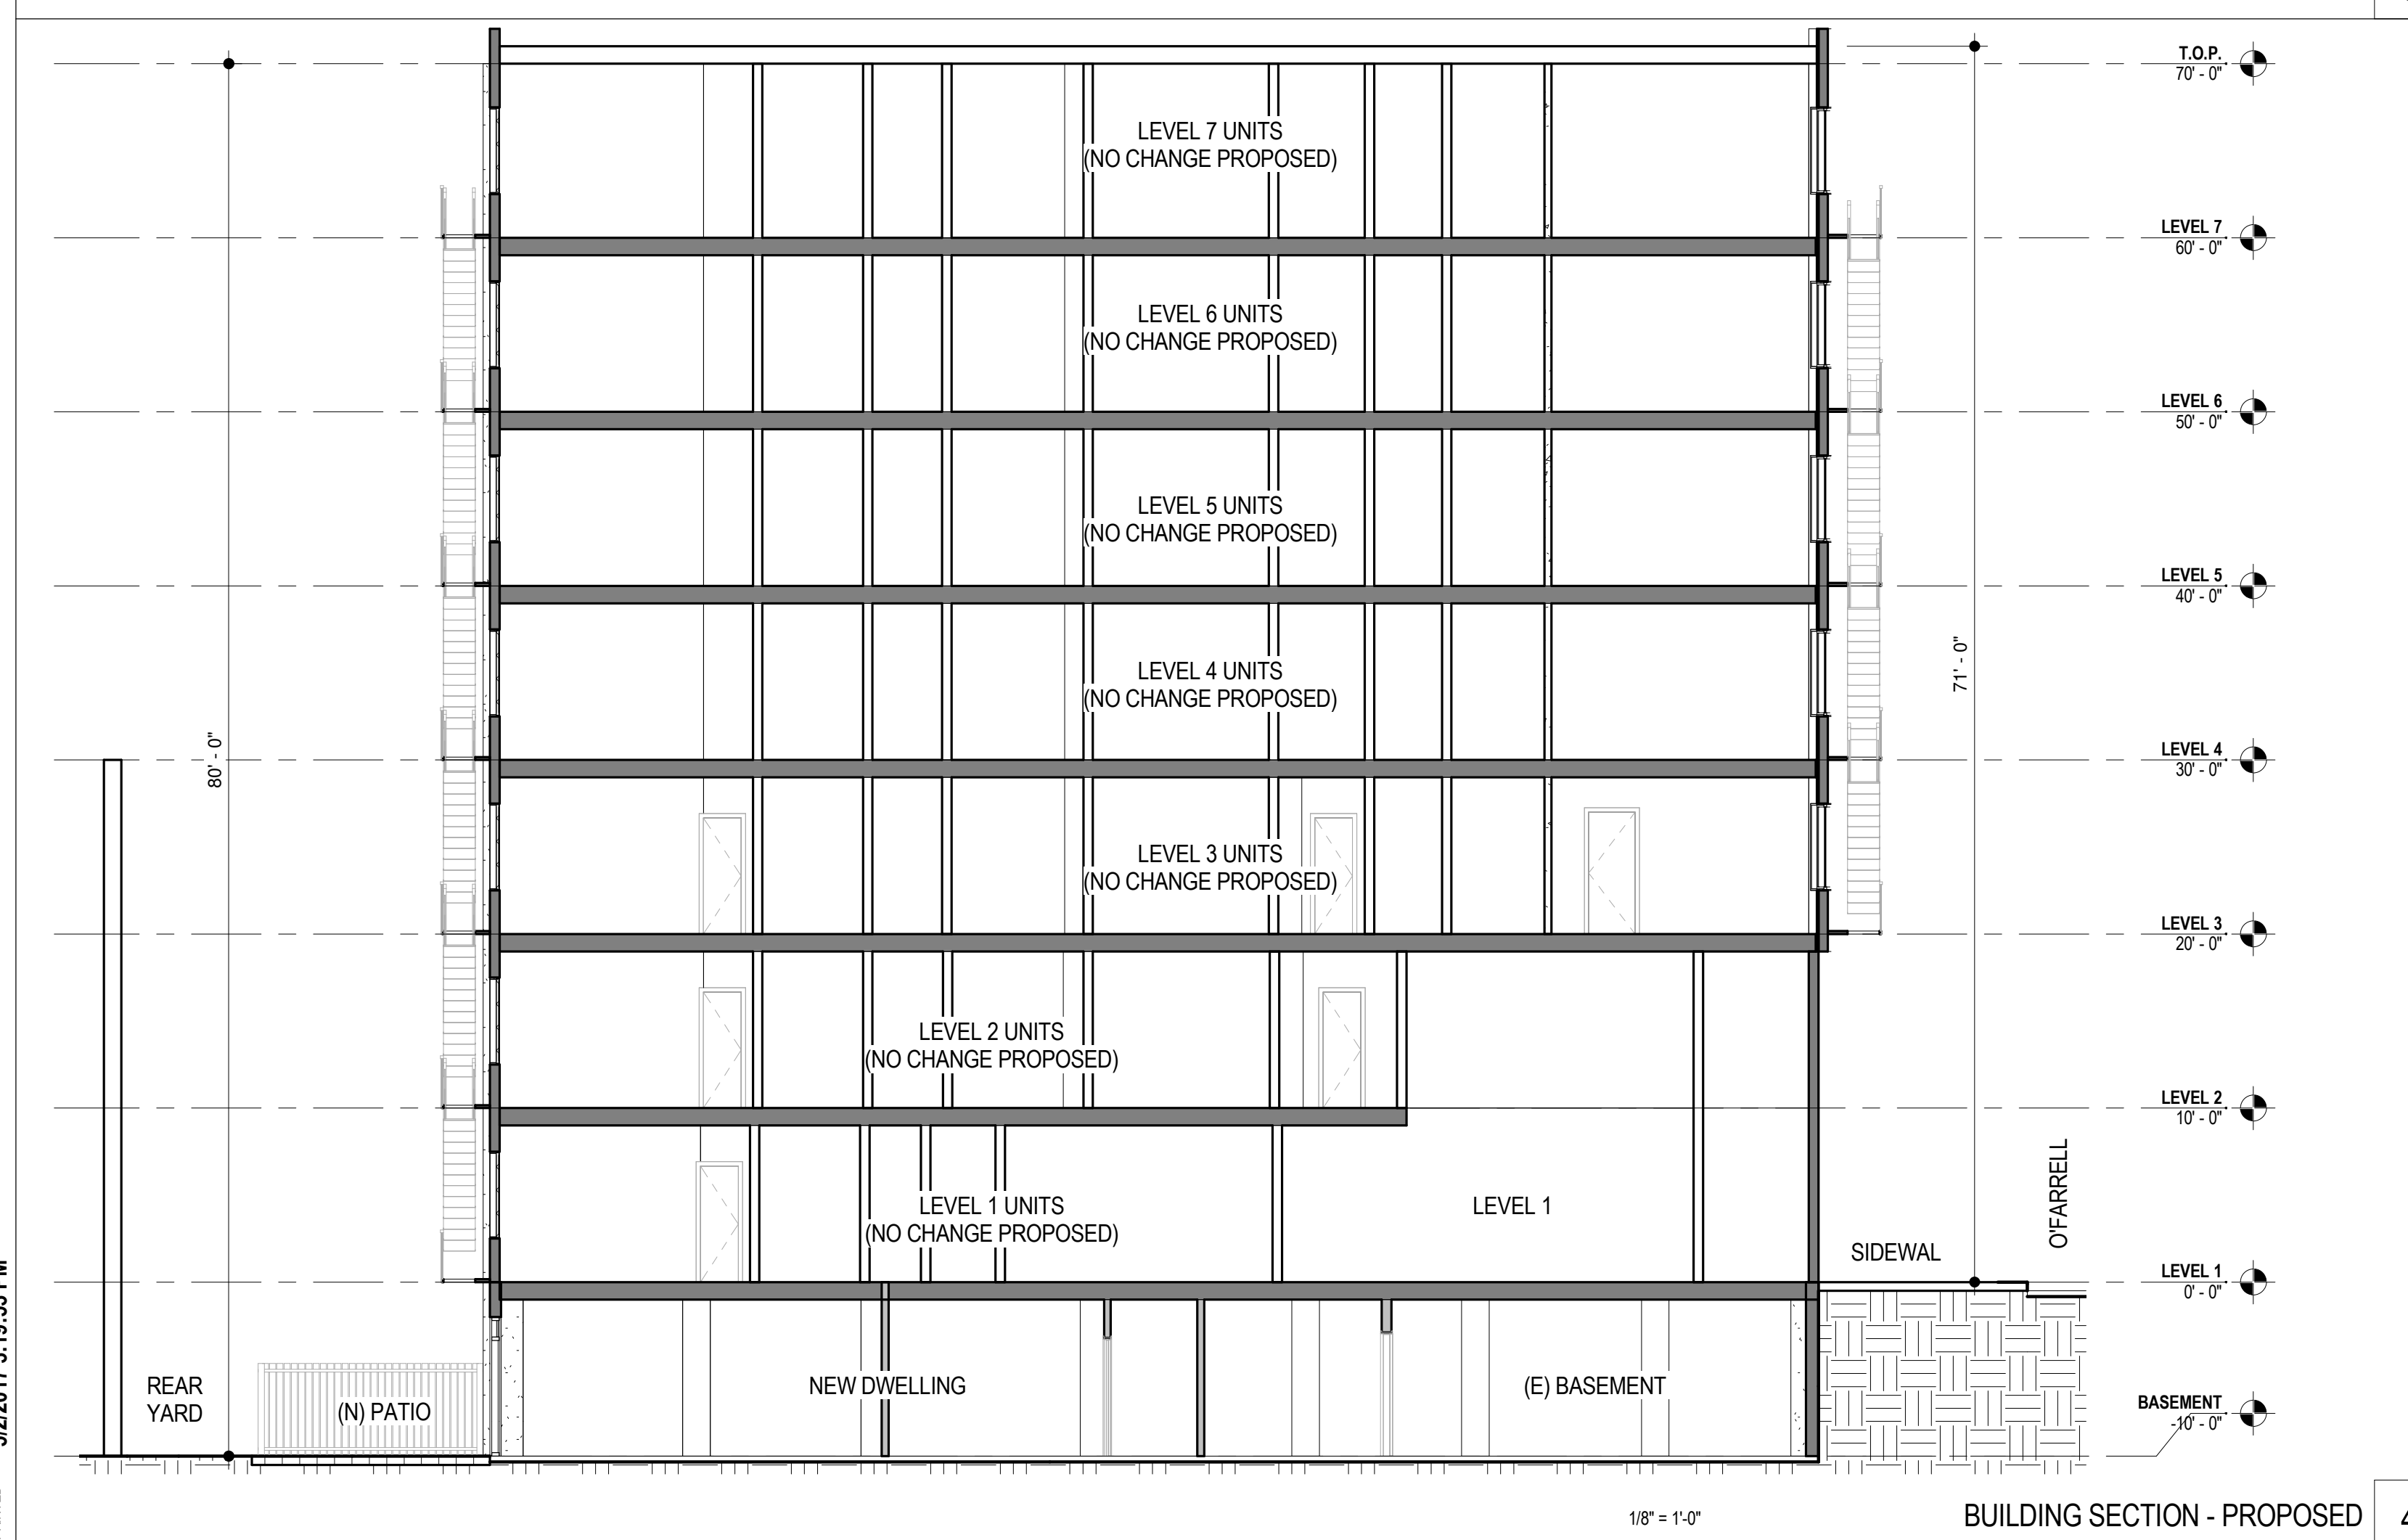 T.O.P.
70' - 0"
LEVEL 7 UNITS
(NO CHANGE PROPOSED)
LEVEL 7
60' - 0"
LEVEL 6 UNITS
(NO CHANGE PROPOSED)
LEVEL 6
50' - 0"
LEVEL 5 UNITS
(NO CHANGE PROPOSED)
LEVEL 5
40' - 0"
LEVEL 4 UNITS
(NO CHANGE PROPOSED)
71' - 0"
80' - 0"
LEVEL 4
30' - 0"
LEVEL 3 UNITS
(NO CHANGE PROPOSED)
LEVEL 3
20' - 0"
LEVEL 2 UNITS
(NO CHANGE PROPOSED)
LEVEL 2
10' - 0"
LEVEL 1 UNITS
(NO CHANGE PROPOSED)
LEVEL 1
O'FARRELL
SIDEWAL
LEVEL 1
0' - 0"
REAR
YARD
(N) PATIO
NEW DWELLING
(E) BASEMENT
BASEMENT
-10' - 0"
1/8" = 1'-0"
BUILDING SECTION - PROPOSED